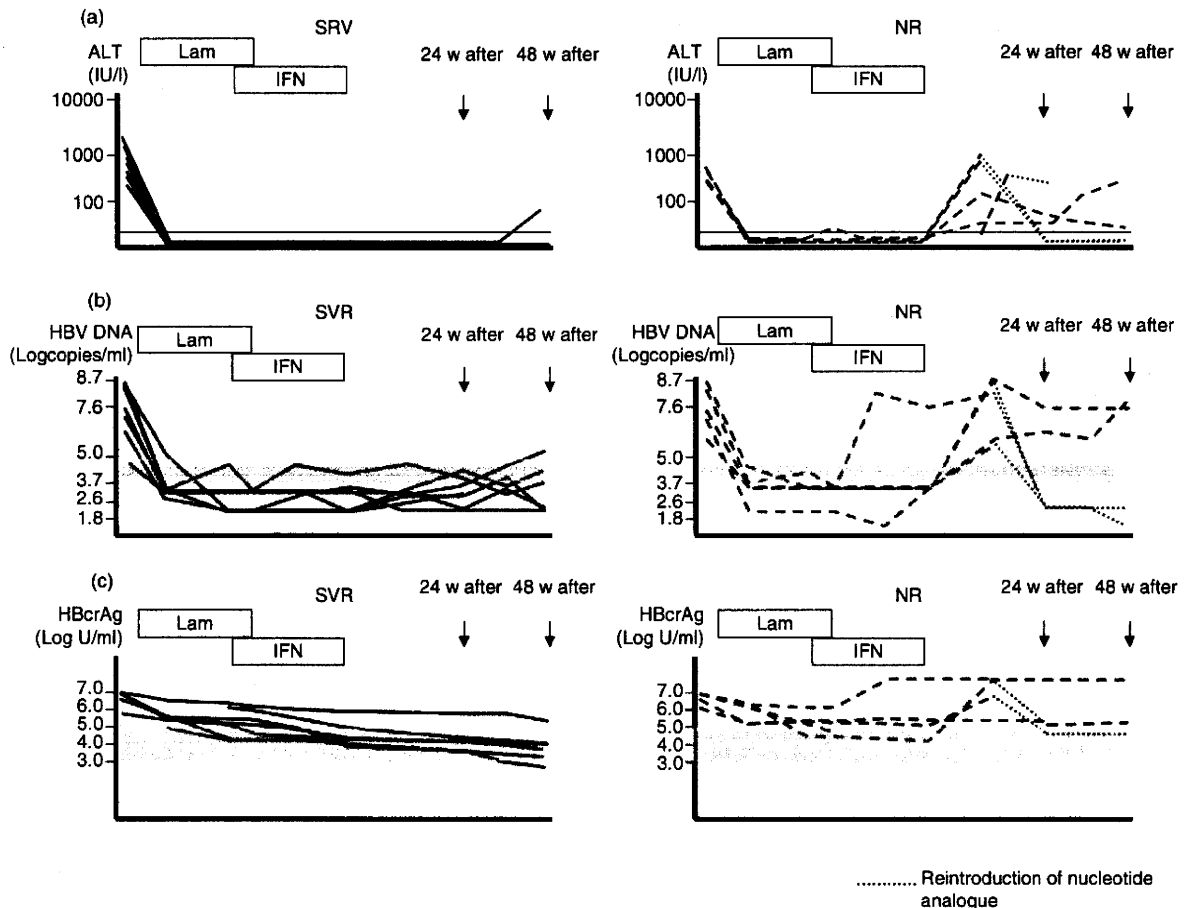 (a)
SRV
NR
ALT
(IU/l)
Lam
IFN
24 w after
48 w after
10000
1000
100
ALT
(IU/l)
Lam
IFN
24 w after
48 w after
10000
1000
100
(b)
SVR
NR
HBV DNA
(Logcopies/ml)
Lam
IFN
24 w after
48 w after
8.7
7.6
5.0
3.7
2.6
1.8
HBV DNA
(Logcopies/ml)
Lam
IFN
24 w after
48 w after
8.7
7.6
5.0
3.7
2.6
1.8
(c)
SVR
NR
HBcrAg
(Log U/ml)
Lam
IFN
24 w after
48 w after
7.0
6.0
5.0
4.0
3.0
HBcrAg
(Log U/ml)
Lam
IFN
24 w after
48 w after
7.0
6.0
5.0
4.0
3.0
Reintroduction of nucleotide
analogue